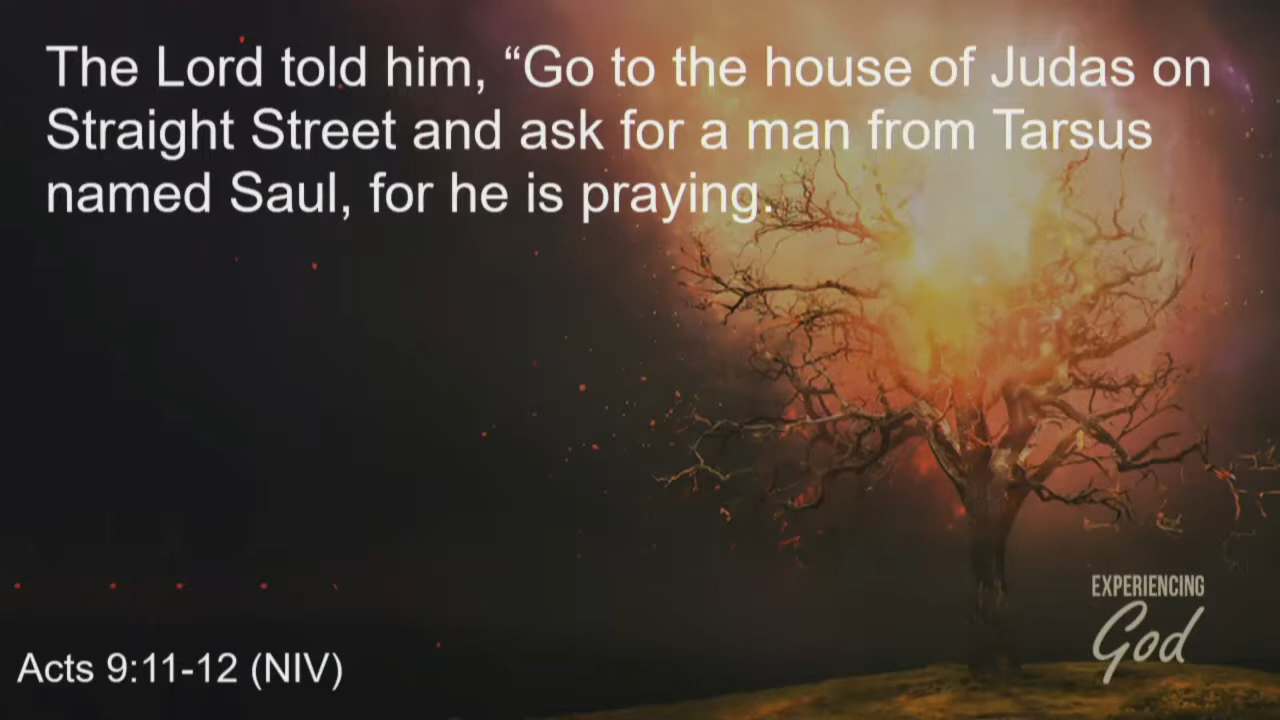 The Lord told him, “Go to the house of Judas on
Straight Street and ask for a man from Tarsus
named Saul, for he is praying.
EXPERIENCING
God
Acts 9:11-12 (NIV)